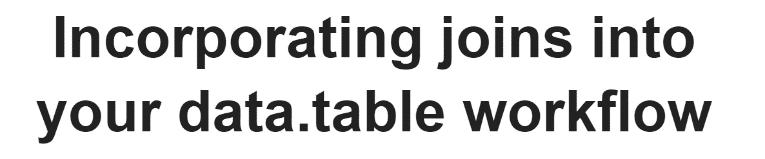 Incorporating joins into
your data.table workflow